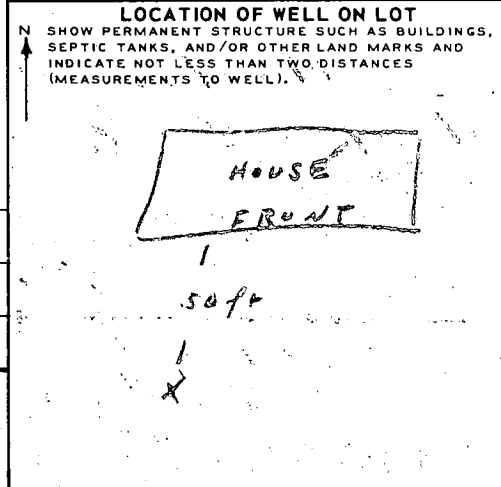 LOCATION OF WELL ON LOT
N SHOW PERMANENT STRUCTURE SUCH AS BUILDINGS,
SEPTIC TANKS, AND/OR OTHER LAND MARKS AND
INDICATE NOT LESS THAN TWO DISTANCES
(MEASUREMENTS TO WELL).
HOUSE
FRONT
50 ft
X